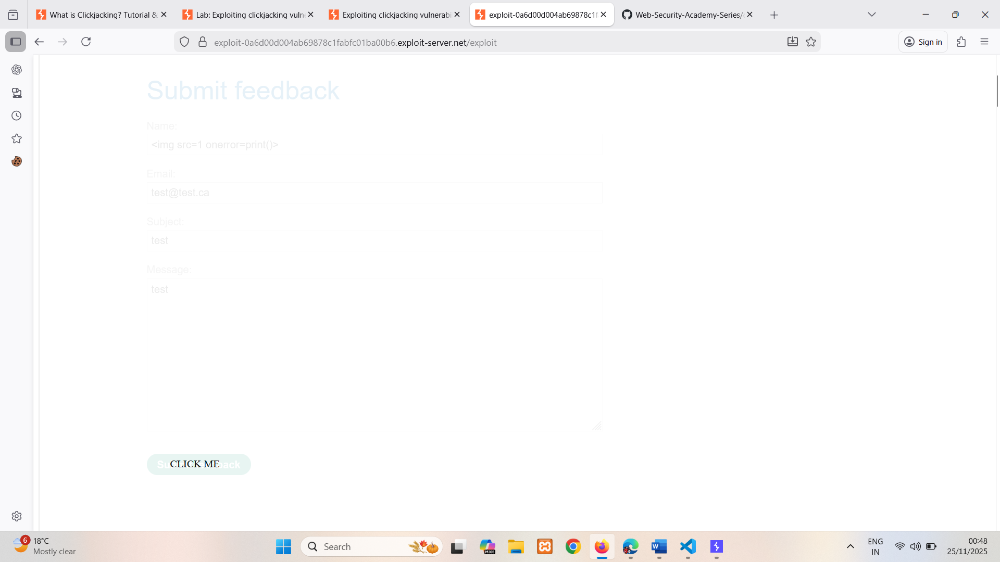 What is Clickjacking? Tutorial &
Lab: Exploiting clickjacking vuln
Exploiting clickjacking vulnerabi
exploit-0a6d00d004ab69878c1f
Web-Security-Academy-Series/
exploit-0a6d00d004ab69878c1fabfc01ba00b6.exploit-server.net/exploit
Sign in
Submit feedback
Name:
<img src=1 onerror=print()>
Email:
test@test.ca
Subject:
test
Message:
test
CLICK ME
6
18°C
Mostly clear
Search
M365
ENG
IN
00:48
25/11/2025